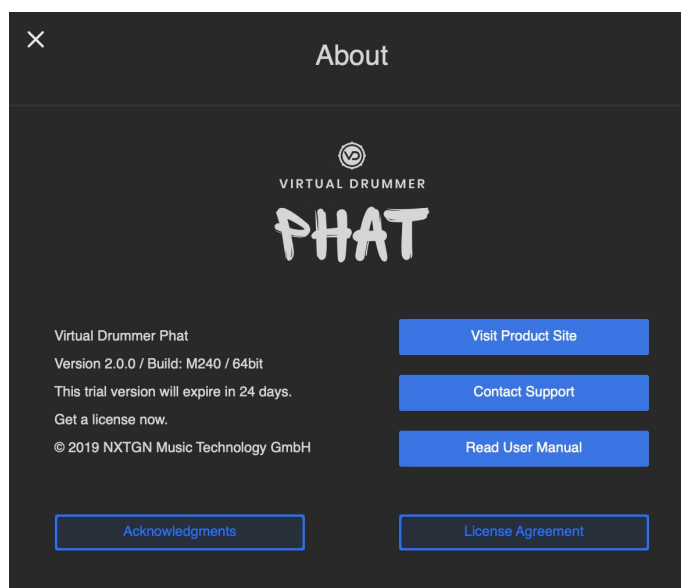 About
VIRTUAL DRUMMER
PHAT
Virtual Drummer Phat
Version 2.0.0 / Build: M240 / 64bit
This trial version will expire in 24 days.
Get a license now.
© 2019 NXTGN Music Technology GmbH
Visit Product Site
Contact Support
Read User Manual
Acknowledgments
License Agreement